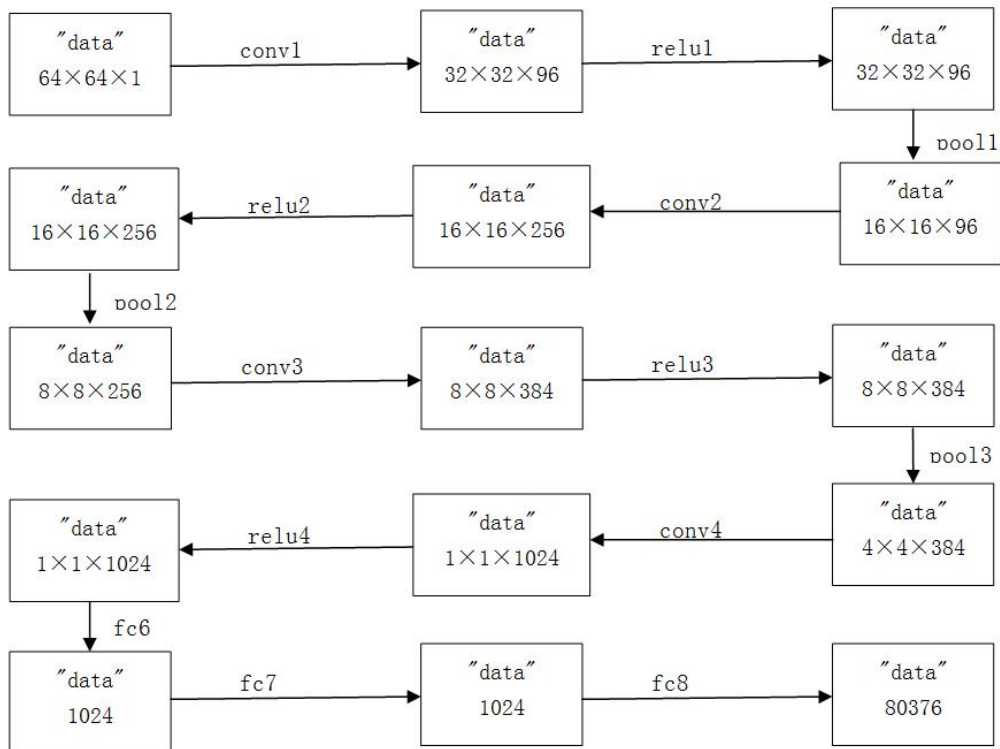 "data"
64×64×1
conv1
"data"
32×32×96
relu1
"data"
32×32×96
pool1
"data"
16×16×96
conv2
"data"
16×16×256
relu2
"data"
16×16×256
pool2
"data"
8×8×256
conv3
"data"
8×8×384
relu3
"data"
8×8×384
pool3
"data"
4×4×384
conv4
"data"
1×1×1024
relu4
"data"
1×1×1024
fc6
"data"
1024
fc7
"data"
1024
fc8
"data"
80376